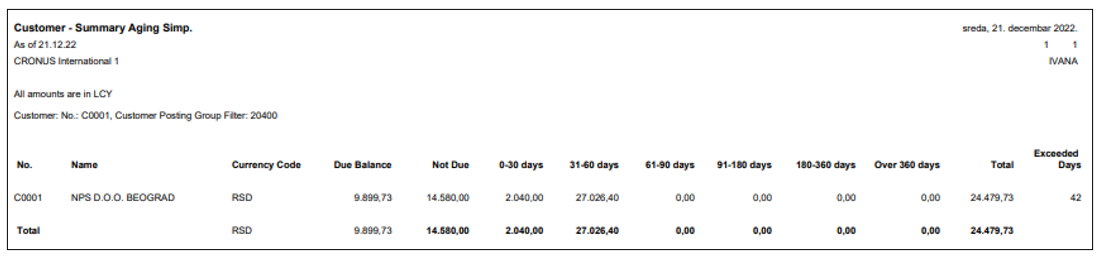 Customer - Summary Aging Simp. sreda, 21. decembar 2022.
As of 21.12.22 1 1
CRONUS International 1 IVANA
All amounts are in LCY
Customer: No.: C0001, Customer Posting Group Filter: 20400
No. Name Currency Code Due Balance Not Due 0-30 days 31-60 days 61-90 days 91-180 days 180-360 days Over 360 days Total Exceeded Days
C0001 NPS D.O.O. BEOGRAD RSD 9.899,73 14.580,00 2.040,00 27.026,40 0,00 0,00 0,00 0,00 24.479,73 42
Total RSD 9.899,73 14.580,00 2.040,00 27.026,40 0,00 0,00 0,00 0,00 24.479,73